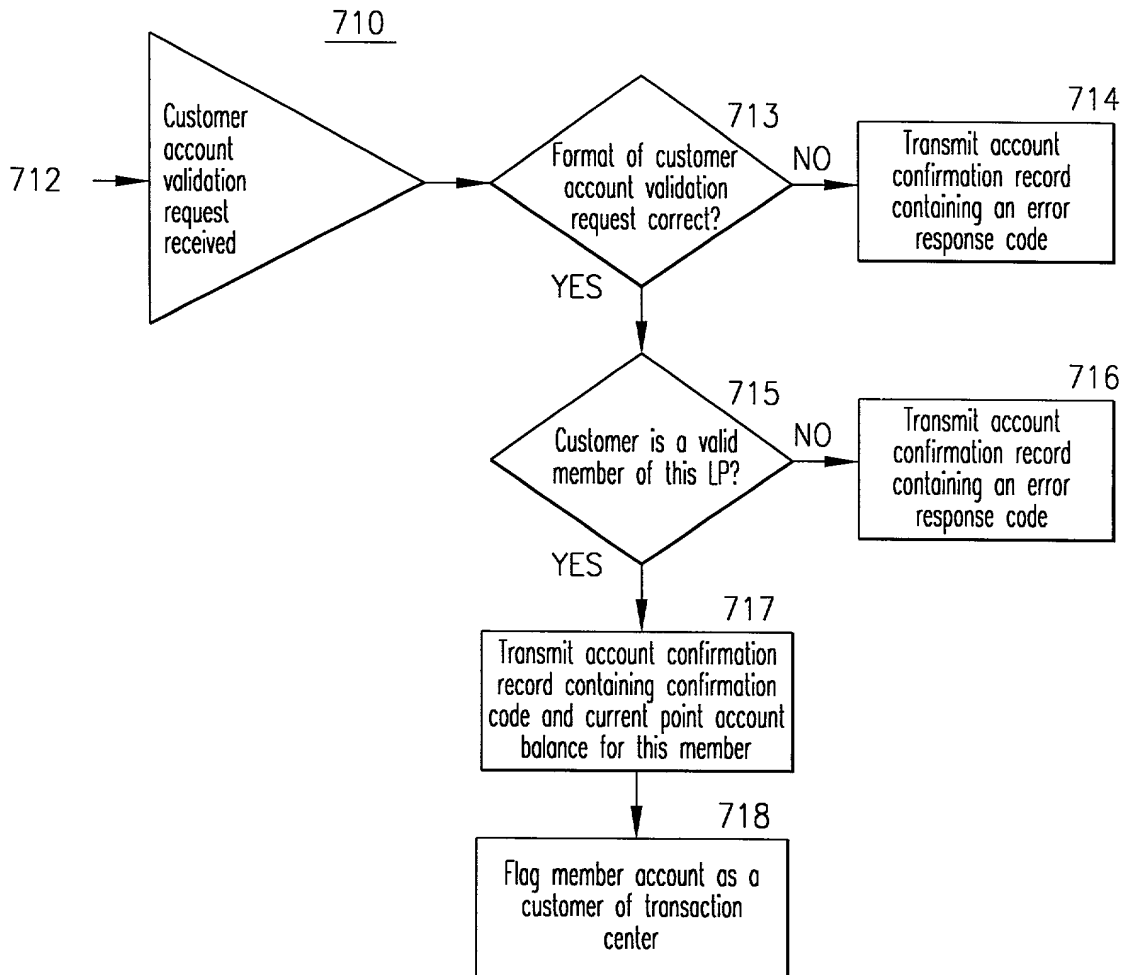 710
712
Customer
account
validation
request
received
713
Format of customer
account validation
request correct?
NO
YES
714
Transmit account
confirmation record
containing an error
response code
715
Customer is a valid
member of this LP?
NO
YES
716
Transmit account
confirmation record
containing an error
response code
717
Transmit account confirmation
record containing confirmation
code and current point account
balance for this member
718
Flag member account as a
customer of transaction
center